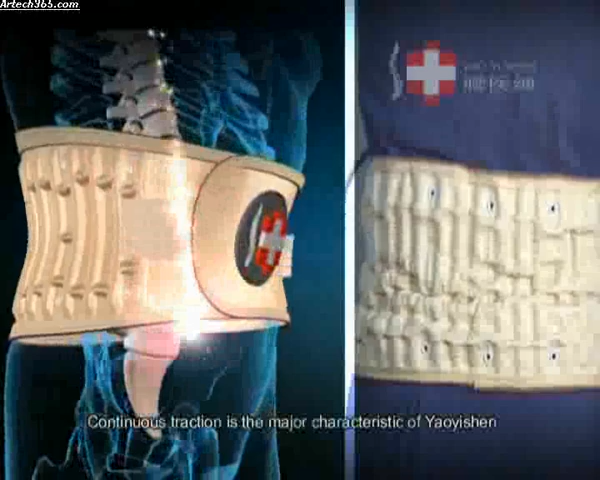 Artech365.com
Continuous traction is the major characteristic of Yaoyishen